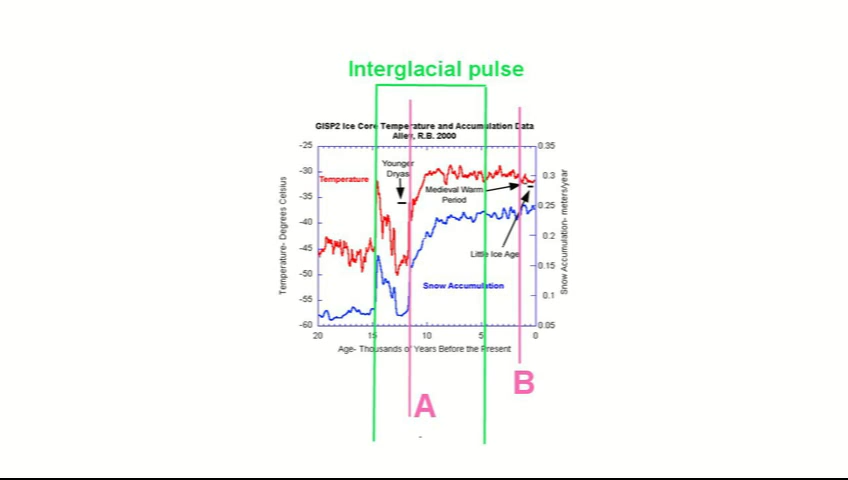 Interglacial pulse
GISP2 Ice Core Temperature and Accumulation Data
Alley, R.B. 2000
-25
-30
-35
-40
-45
-50
-55
-60
Temperature- Degrees Celsius
0.35
0.3
0.25
0.2
0.15
0.1
0.05
Snow Accumulation- meters/year
Temperature
Younger
Dryas
Medieval Warm
Period
Little Ice Age
Snow Accumulation
20
15
10
5
0
Age- Thousands of Years Before the Present
A
B